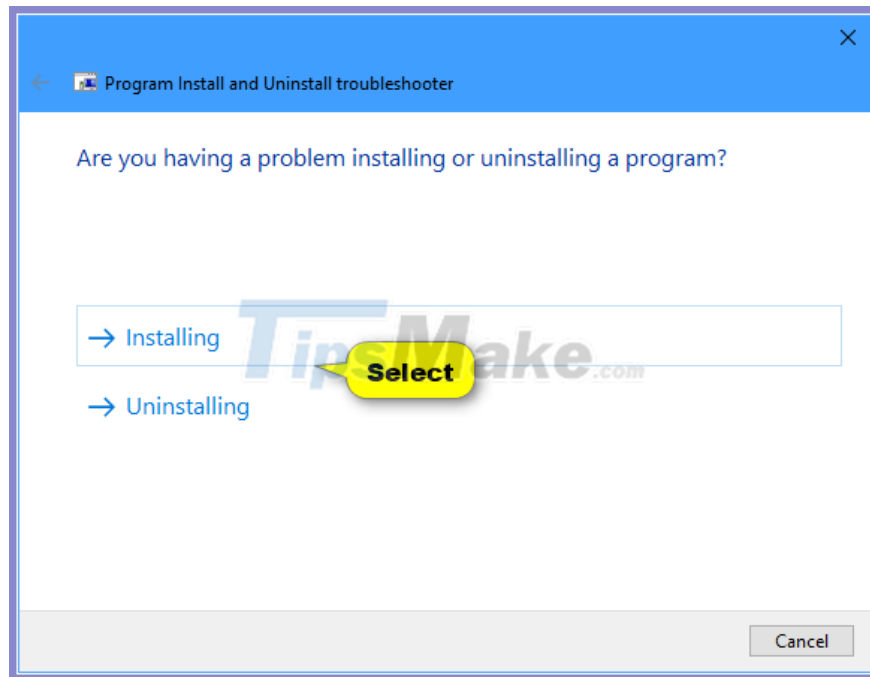 Program Install and Uninstall troubleshooter
Are you having a problem installing or uninstalling a program?
Installing
TipsMake.com
Select
Uninstalling
Cancel